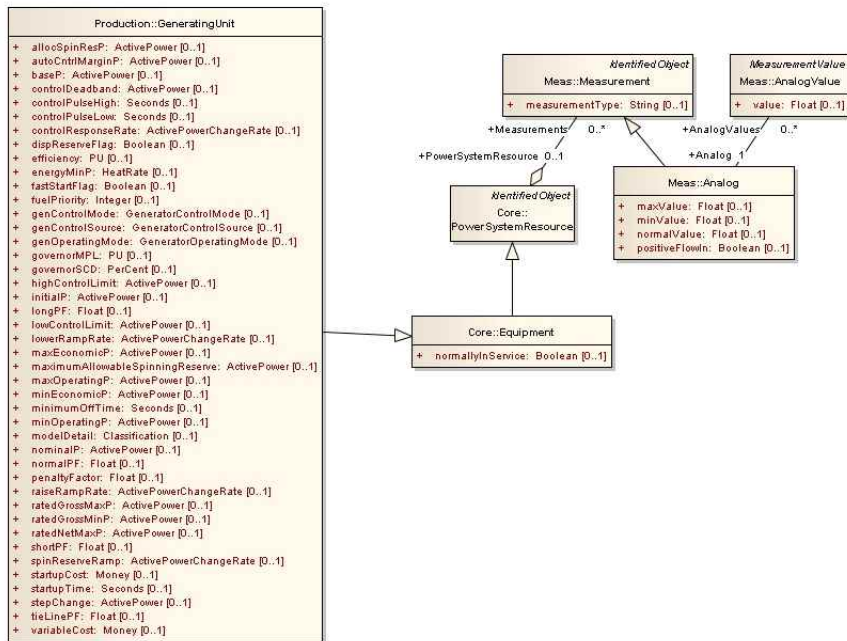 Production::GeneratingUnit
+ allocSpinResP: ActivePower [0..1]
+ autoCntrlMarginP: ActivePower [0..1]
+ baseP: ActivePower [0..1]
+ controlDeadband: ActivePower [0..1]
+ controlPulseHigh: Seconds [0..1]
+ controlPulseLow: Seconds [0..1]
+ controlResponseRate: ActivePowerChangeRate [0..1]
+ dispReserveFlag: Boolean [0..1]
+ efficiency: PU [0..1]
+ energyMinP: HeatRate [0..1]
+ fastStartFlag: Boolean [0..1]
+ fuelPriority: Integer [0..1]
+ genControlMode: GeneratorControlMode [0..1]
+ genControlSource: GeneratorControlSource [0..1]
+ genOperatingMode: GeneratorOperatingMode [0..1]
+ governorMPL: PU [0..1]
+ governorSCD: PerCent [0..1]
+ highControlLimit: ActivePower [0..1]
+ initialP: ActivePower [0..1]
+ longPF: Float [0..1]
+ lowControlLimit: ActivePower [0..1]
+ lowerRampRate: ActivePowerChangeRate [0..1]
+ maxEconomicP: ActivePower [0..1]
+ maximumAllowableSpinningReserve: ActivePower [0..1]
+ maxOperatingP: ActivePower [0..1]
+ minEconomicP: ActivePower [0..1]
+ minimumOffTime: Seconds [0..1]
+ minOperatingP: ActivePower [0..1]
+ modelDetail: Classification [0..1]
+ nominalP: ActivePower [0..1]
+ normalPF: Float [0..1]
+ penaltyFactor: Float [0..1]
+ raiseRampRate: ActivePowerChangeRate [0..1]
+ ratedGrossMaxP: ActivePower [0..1]
+ ratedGrossMinP: ActivePower [0..1]
+ ratedNetMaxP: ActivePower [0..1]
+ shortPF: Float [0..1]
+ spinReserveRamp: ActivePowerChangeRate [0..1]
+ startupCost: Money [0..1]
+ startupTime: Seconds [0..1]
+ stepChange: ActivePower [0..1]
+ tieLinePF: Float [0..1]
+ variableCost: Money [0..1]
IdentifiedObject
Meas::Measurement
+ measurementType: String [0..1]
MeasurementValue
Meas::AnalogValue
+ value: Float [0..1]
+Measurements 0..*
+AnalogValues 0..*
+PowerSystemResource 0..1
+Analog 1
IdentifiedObject
Core::
PowerSystemResource
Meas::Analog
+ maxValue: Float [0..1]
+ minValue: Float [0..1]
+ normalValue: Float [0..1]
+ positiveFlowIn: Boolean [0..1]
Core::Equipment
+ normallyInService: Boolean [0..1]